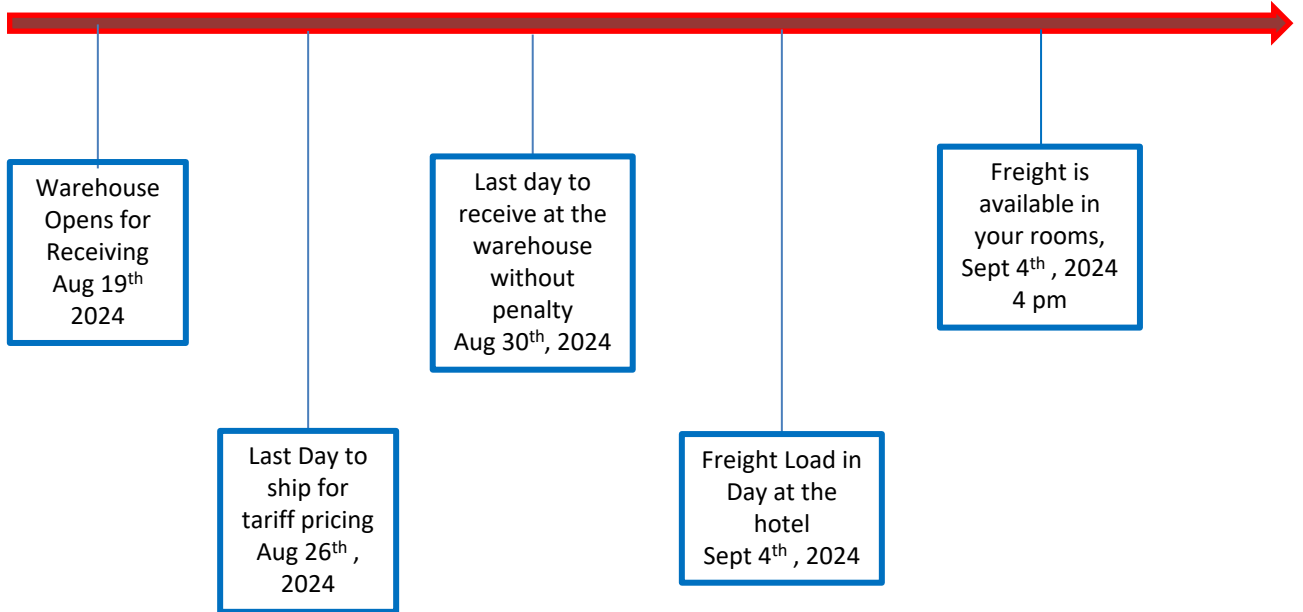 Warehouse
Opens for
Receiving
Aug 19th
2024
Last Day to
ship for
tariff pricing
Aug 26th ,
2024
Last day to
receive at the
warehouse
without
penalty
Aug 30th, 2024
Freight Load in
Day at the
hotel
Sept 4th , 2024
Freight is
available in
your rooms,
Sept 4th , 2024
4 pm